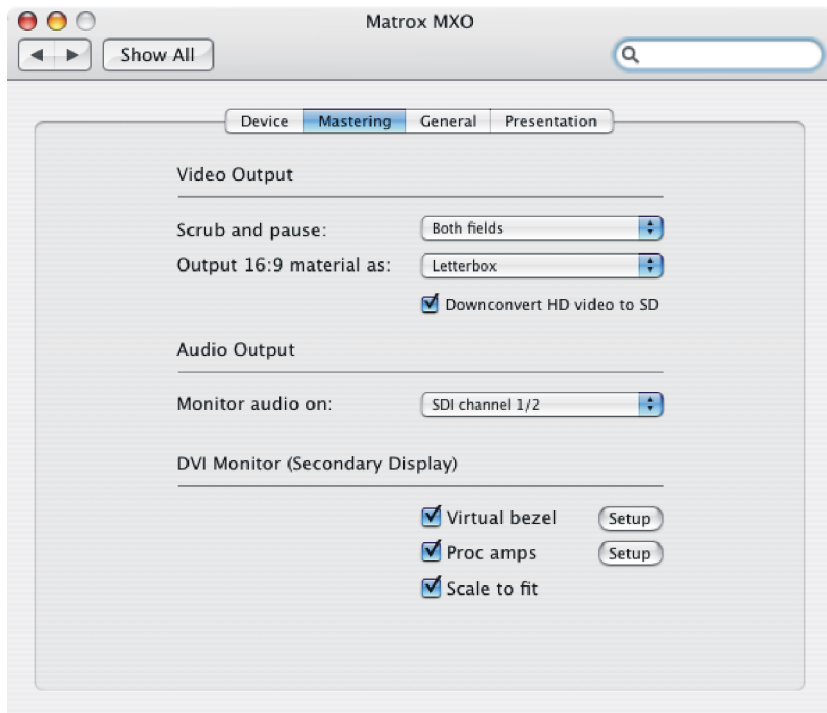 Matrox MXO
Show All
Device Mastering General Presentation
Video Output
Scrub and pause: Both fields
Output 16:9 material as: Letterbox
Downconvert HD video to SD
Audio Output
Monitor audio on: SDI channel 1/2
DVI Monitor (Secondary Display)
Virtual bezel Setup
Proc amps Setup
Scale to fit